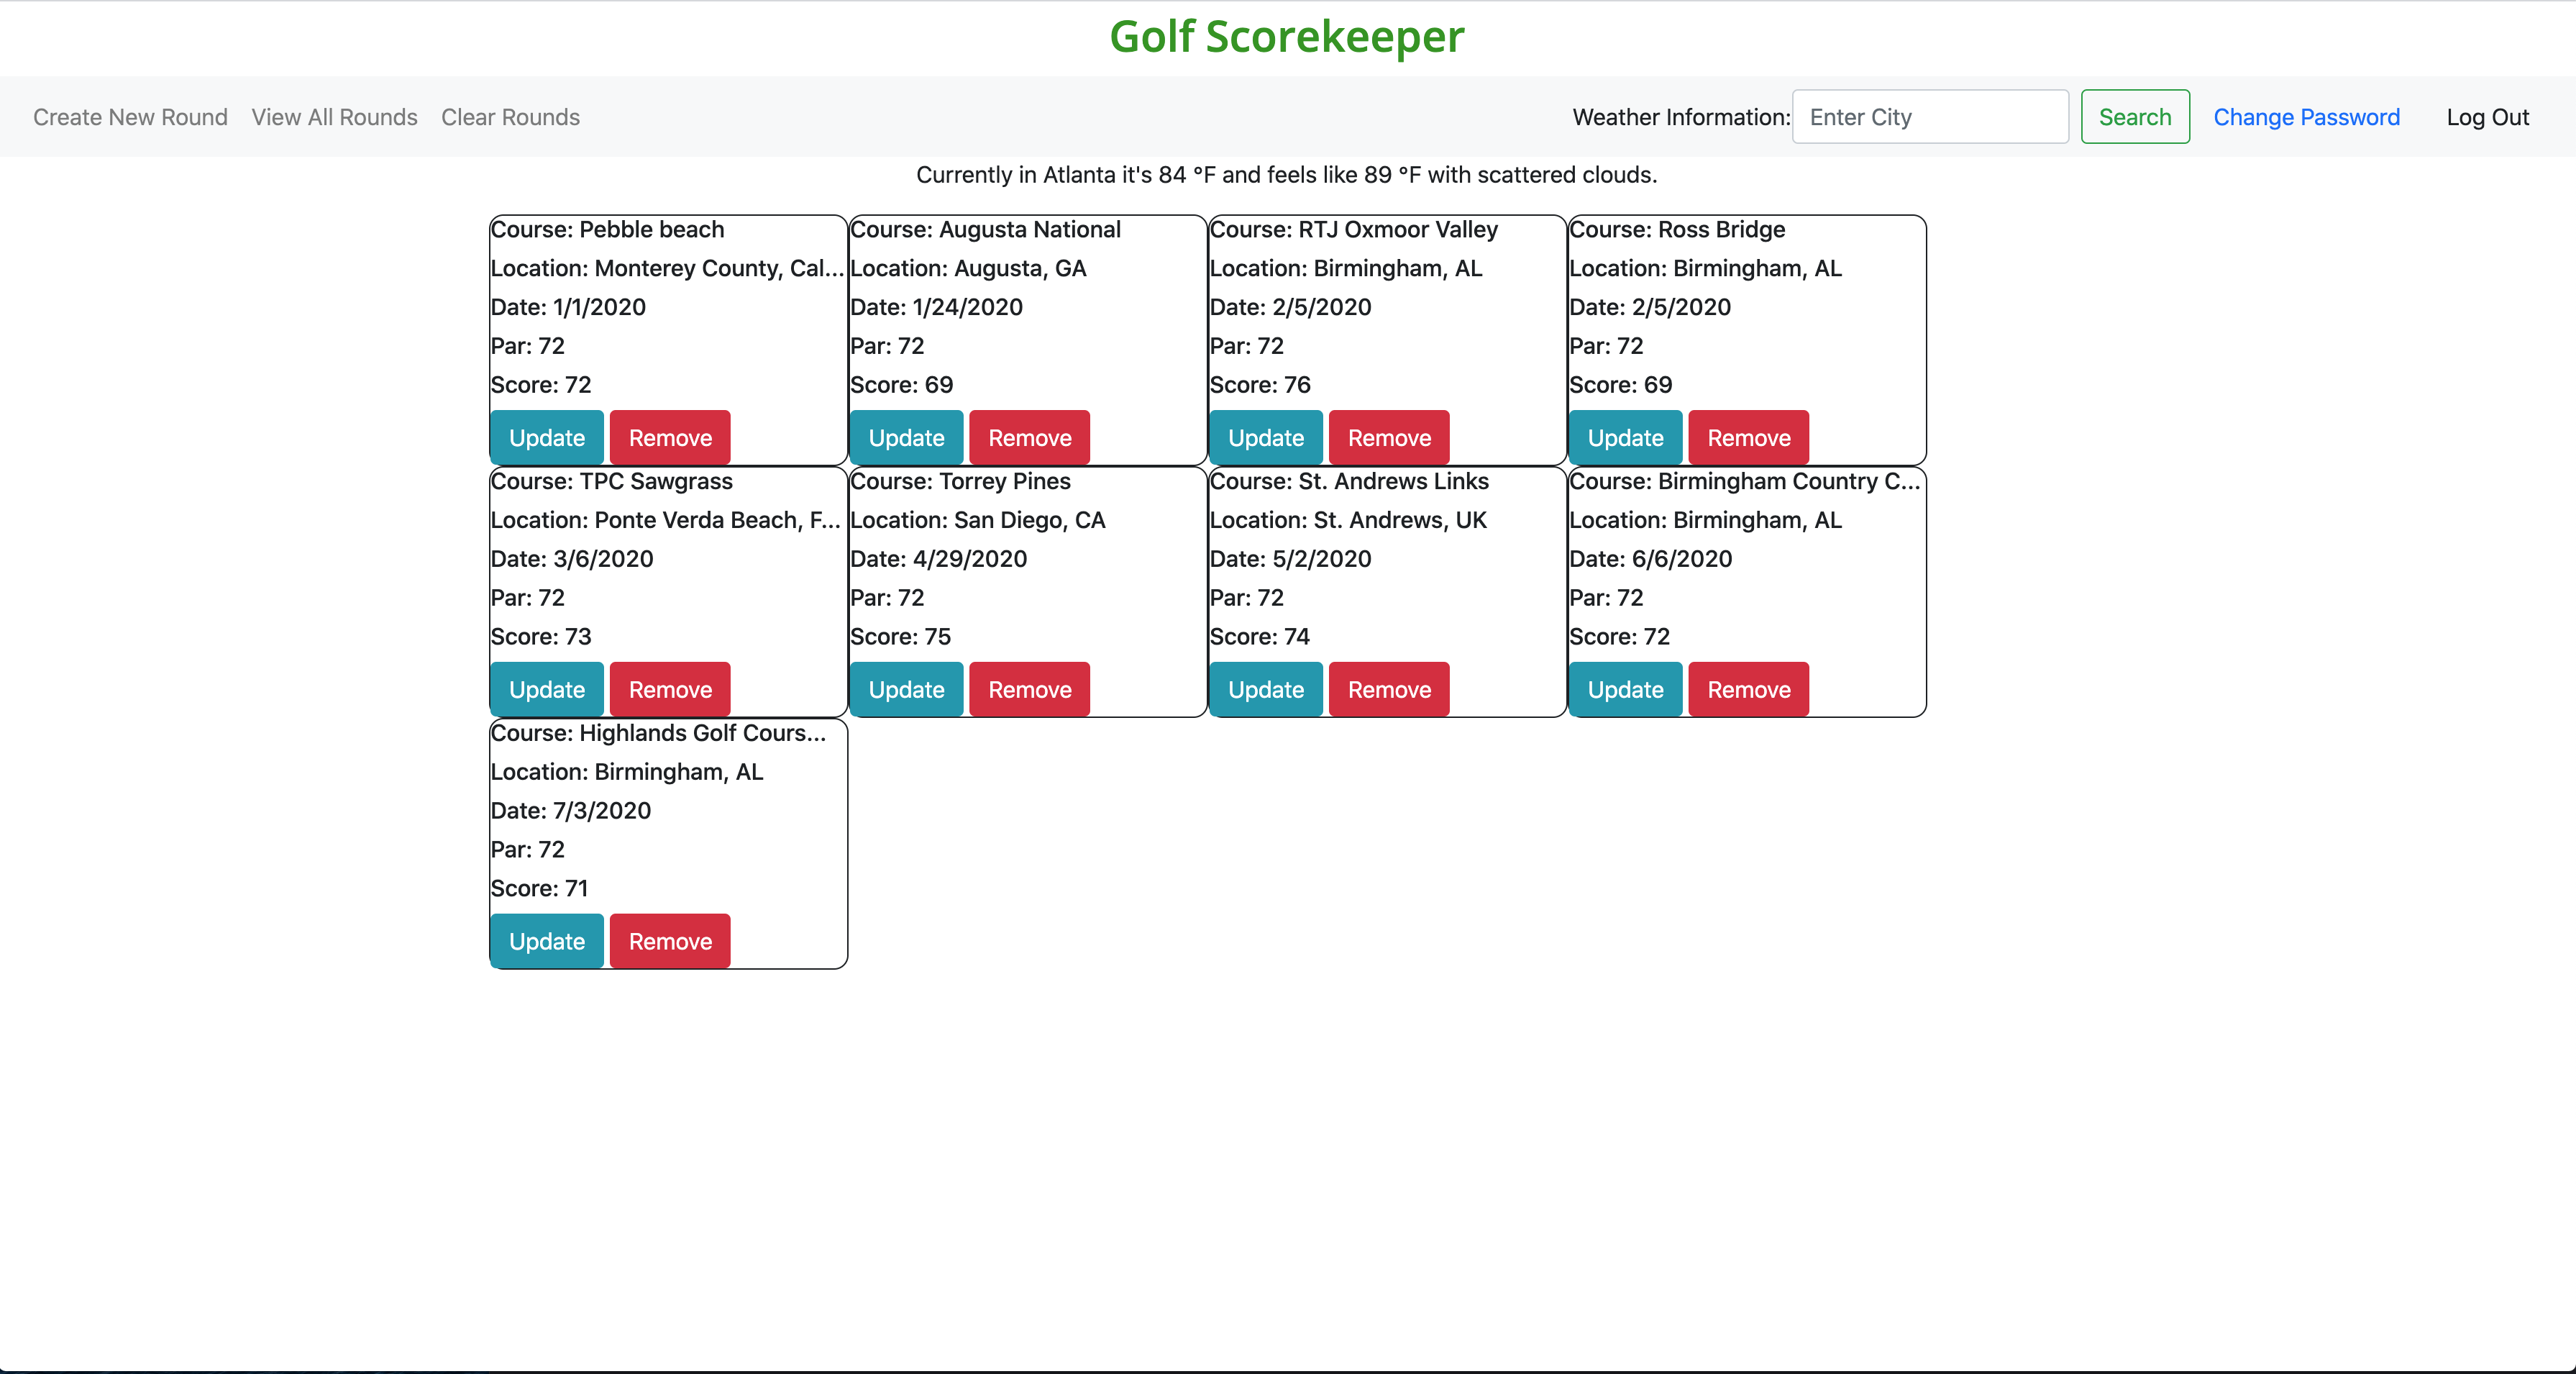 Golf Scorekeeper
Create New Round View All Rounds Clear Rounds Weather Information: Enter City Search Change Password Log Out
Currently in Atlanta it's 84 °F and feels like 89 °F with scattered clouds.
Course: Pebble beach
Location: Monterey County, Cal...
Date: 1/1/2020
Par: 72
Score: 72
Update Remove
Course: Augusta National
Location: Augusta, GA
Date: 1/24/2020
Par: 72
Score: 69
Update Remove
Course: RTJ Oxmoor Valley
Location: Birmingham, AL
Date: 2/5/2020
Par: 72
Score: 76
Update Remove
Course: Ross Bridge
Location: Birmingham, AL
Date: 2/5/2020
Par: 72
Score: 69
Update Remove
Course: TPC Sawgrass
Location: Ponte Verda Beach, F...
Date: 3/6/2020
Par: 72
Score: 73
Update Remove
Course: Torrey Pines
Location: San Diego, CA
Date: 4/29/2020
Par: 72
Score: 75
Update Remove
Course: St. Andrews Links
Location: St. Andrews, UK
Date: 5/2/2020
Par: 72
Score: 74
Update Remove
Course: Birmingham Country C...
Location: Birmingham, AL
Date: 6/6/2020
Par: 72
Score: 72
Update Remove
Course: Highlands Golf Cours...
Location: Birmingham, AL
Date: 7/3/2020
Par: 72
Score: 71
Update Remove